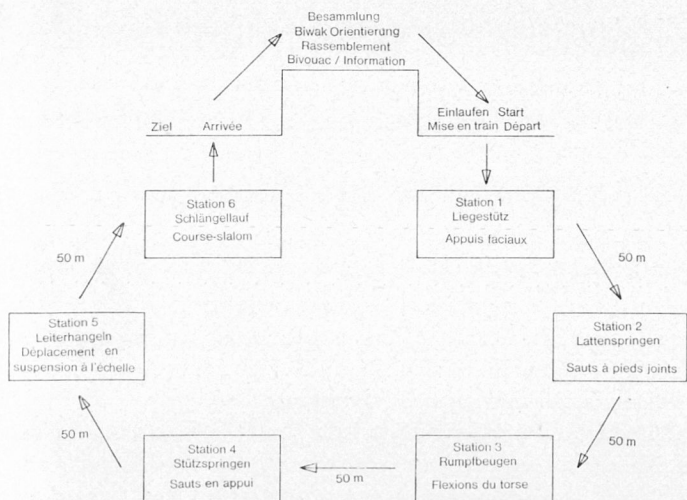 Besammlung
Biwak Orientierung
Rassemblement
Bivouac / Information
Einlaufen Start
Mise en train Départ
Ziel Arrivée
Station 6
Schlängellauf
Course-slalom
Station 1
Liegestütz
Appuis faciaux
50 m
50 m
Station 5
Leiterhangeln
Déplacement en
suspension à l'échelle
Station 2
Lattenspringen
Sauts à pieds joints
50 m
50 m
Station 4
Stützspringen
Sauts en appui
50 m
Station 3
Rumpfbeugen
Flexions du torse